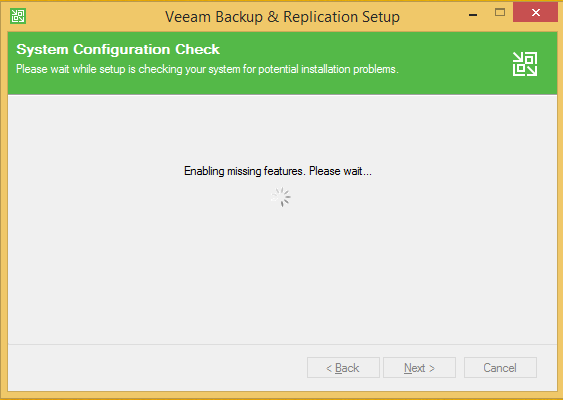 Veeam Backup & Replication Setup
System Configuration Check
Please wait while setup is checking your system for potential installation problems.
Enabling missing features. Please wait...
< Back Next > Cancel